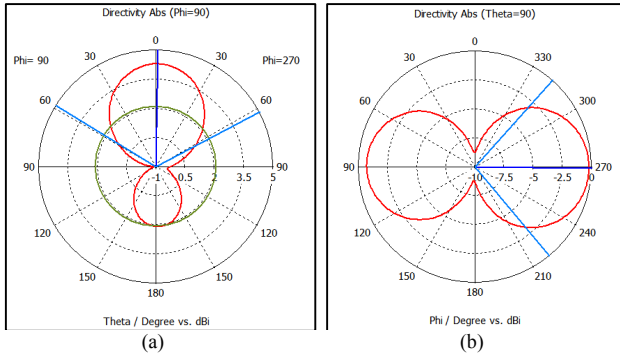 Directivity Abs (Phi=90)
0
30 30
Phi= 90 Phi=270
60 60
90 -1 0.5 2 3.5 5 90
120 120
150 150
180
Theta / Degree vs. dBi
(a)
Directivity Abs (Theta=90)
0
30 330
60 300
90 -10 -7.5 -5 -2.5 0 270
120 240
150 210
180
Phi / Degree vs. dBi
(b)